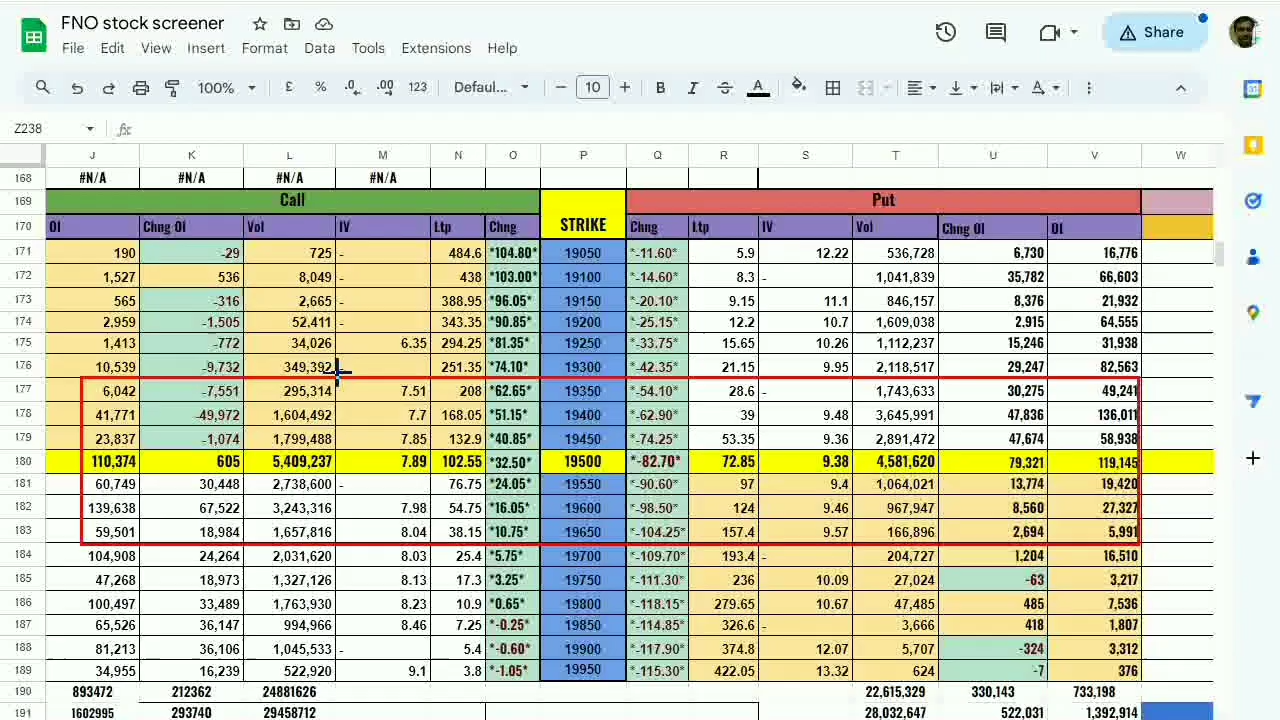 FNO stock screener
File Edit View Insert Format Data Tools Extensions Help
Share
100% £ % .0 .00 123 Defaul... − 10 + B I S A
Z238 fx
J K L M N O P Q R S T U V W
168 #N/A #N/A #N/A #N/A
169 Call STRIKE Put
170 OI Chng OI Vol IV Ltp Chng Chng Ltp IV Vol Chng OI OI
171 190 -29 725 - 484.6 *104.80* 19050 *-11.60* 5.9 12.22 536,728 6,730 16,776
172 1,527 536 8,049 - 438 *103.00* 19100 *-14.60* 8.3 - 1,041,839 35,782 66,603
173 565 -316 2,665 - 388.95 *96.05* 19150 *-20.10* 9.15 11.1 846,157 8,376 21,932
174 2,959 -1,505 52,411 - 343.35 *90.85* 19200 *-25.15* 12.2 10.7 1,609,038 2,915 64,555
175 1,413 -772 34,026 6.35 294.25 *81.35* 19250 *-33.75* 15.65 10.26 1,112,237 15,246 31,938
176 10,539 -9,732 349,392 - 251.35 *74.10* 19300 *-42.35* 21.15 9.95 2,118,517 29,247 82,563
177 6,042 -7,551 295,314 7.51 208 *62.65* 19350 *-54.10* 28.6 - 1,743,633 30,275 49,241
178 41,771 -49,972 1,604,492 7.7 168.05 *51.15* 19400 *-62.90* 39 9.48 3,645,991 47,836 136,011
179 23,837 -1,074 1,799,488 7.85 132.9 *40.85* 19450 *-74.25* 53.35 9.36 2,891,472 47,674 58,938
180 110,374 605 5,409,237 7.89 102.55 *32.50* 19500 *-82.70* 72.85 9.38 4,581,620 79,321 119,145
181 60,749 30,448 2,738,600 - 76.75 *24.05* 19550 *-90.60* 97 9.4 1,064,021 13,774 19,420
182 139,638 67,522 3,243,316 7.98 54.75 *16.05* 19600 *-98.50* 124 9.46 967,947 8,560 27,327
183 59,501 18,984 1,657,816 8.04 38.15 *10.75* 19650 *-104.25* 157.4 9.57 166,896 2,694 5,991
184 104,908 24,264 2,031,620 8.03 25.4 *5.75* 19700 *-109.70* 193.4 - 204,727 1,204 16,510
185 47,268 18,973 1,327,126 8.13 17.3 *3.25* 19750 *-111.30* 236 10.09 27,024 -63 3,217
186 100,497 33,489 1,763,930 8.23 10.9 *0.65* 19800 *-118.15* 279.65 10.67 47,485 485 7,536
187 65,526 36,147 994,966 8.46 7.25 *-0.25* 19850 *-114.85* 326.6 - 3,666 418 1,807
188 81,213 36,106 1,045,533 - 5.4 *-0.60* 19900 *-117.90* 374.8 12.07 5,707 -324 3,312
189 34,955 16,239 522,920 9.1 3.8 *-1.05* 19950 *-115.30* 422.05 13.32 624 -7 376
190 893472 212362 24881626 22,615,329 330,143 733,198
191 1602995 293740 29458712 28,032,647 522,031 1,392,914